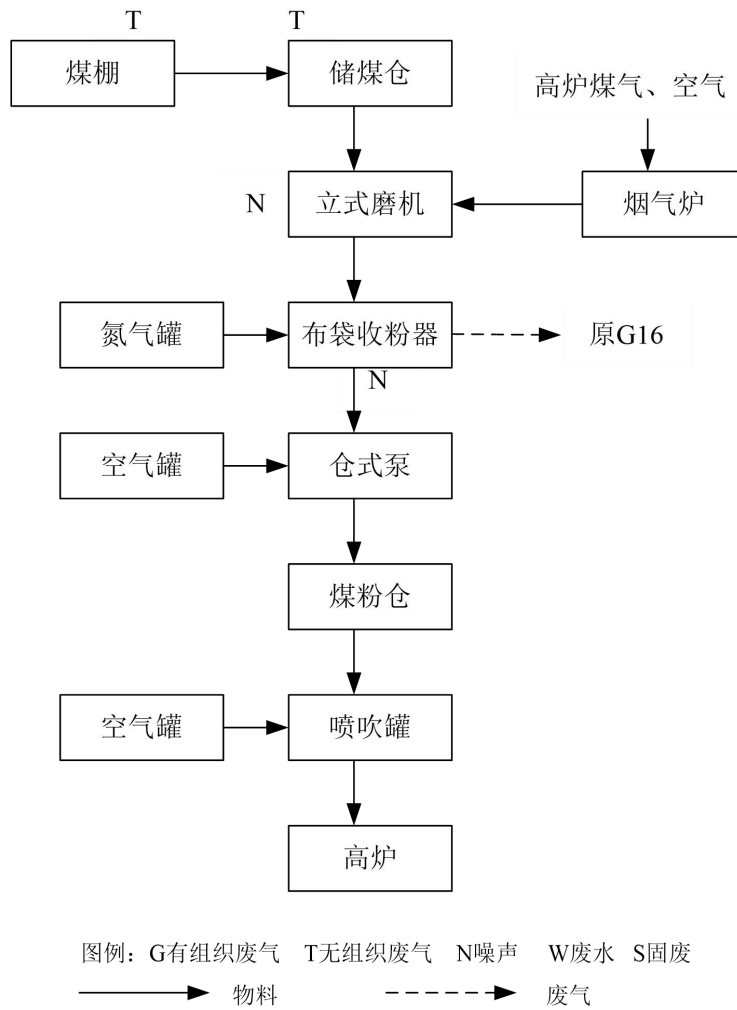 T T
煤棚 储煤仓
高炉煤气、空气
N 立式磨机 烟气炉
氮气罐 布袋收粉器 原G16
N
空气罐 仓式泵
煤粉仓
空气罐 喷吹罐
高炉
图例：G有组织废气 T无组织废气 N噪声 W废水 S固废
物料 废气